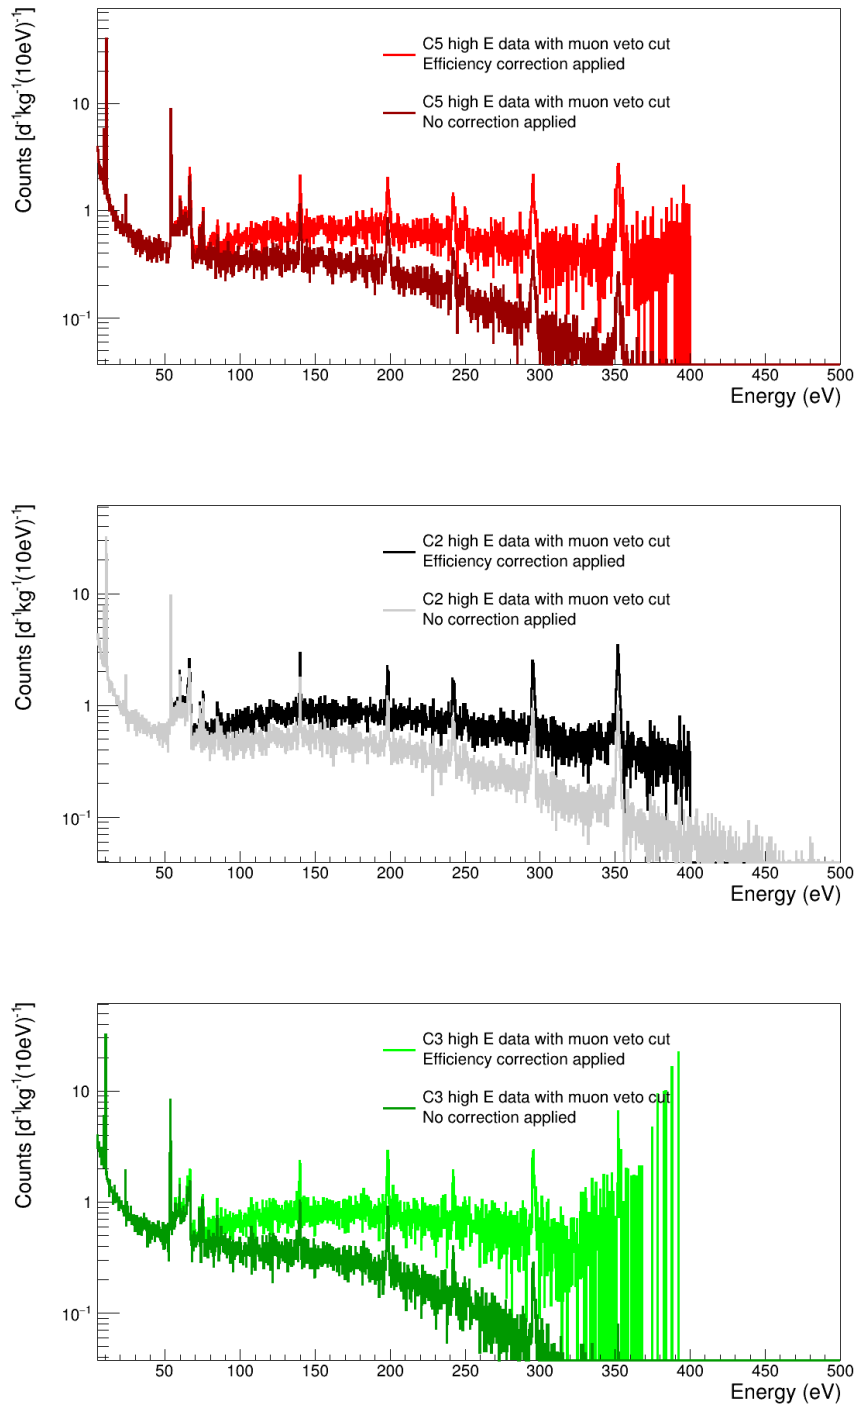 Counts [d⁻¹kg⁻¹(10eV)⁻¹]
C5 high E data with muon veto cut
Efficiency correction applied
C5 high E data with muon veto cut
No correction applied
10
1
10⁻¹
50 100 150 200 250 300 350 400 450 500
Energy (eV)
Counts [d⁻¹kg⁻¹(10eV)⁻¹]
C2 high E data with muon veto cut
Efficiency correction applied
C2 high E data with muon veto cut
No correction applied
10
1
10⁻¹
50 100 150 200 250 300 350 400 450 500
Energy (eV)
Counts [d⁻¹kg⁻¹(10eV)⁻¹]
C3 high E data with muon veto cut
Efficiency correction applied
C3 high E data with muon veto cut
No correction applied
10
1
10⁻¹
50 100 150 200 250 300 350 400 450 500
Energy (eV)